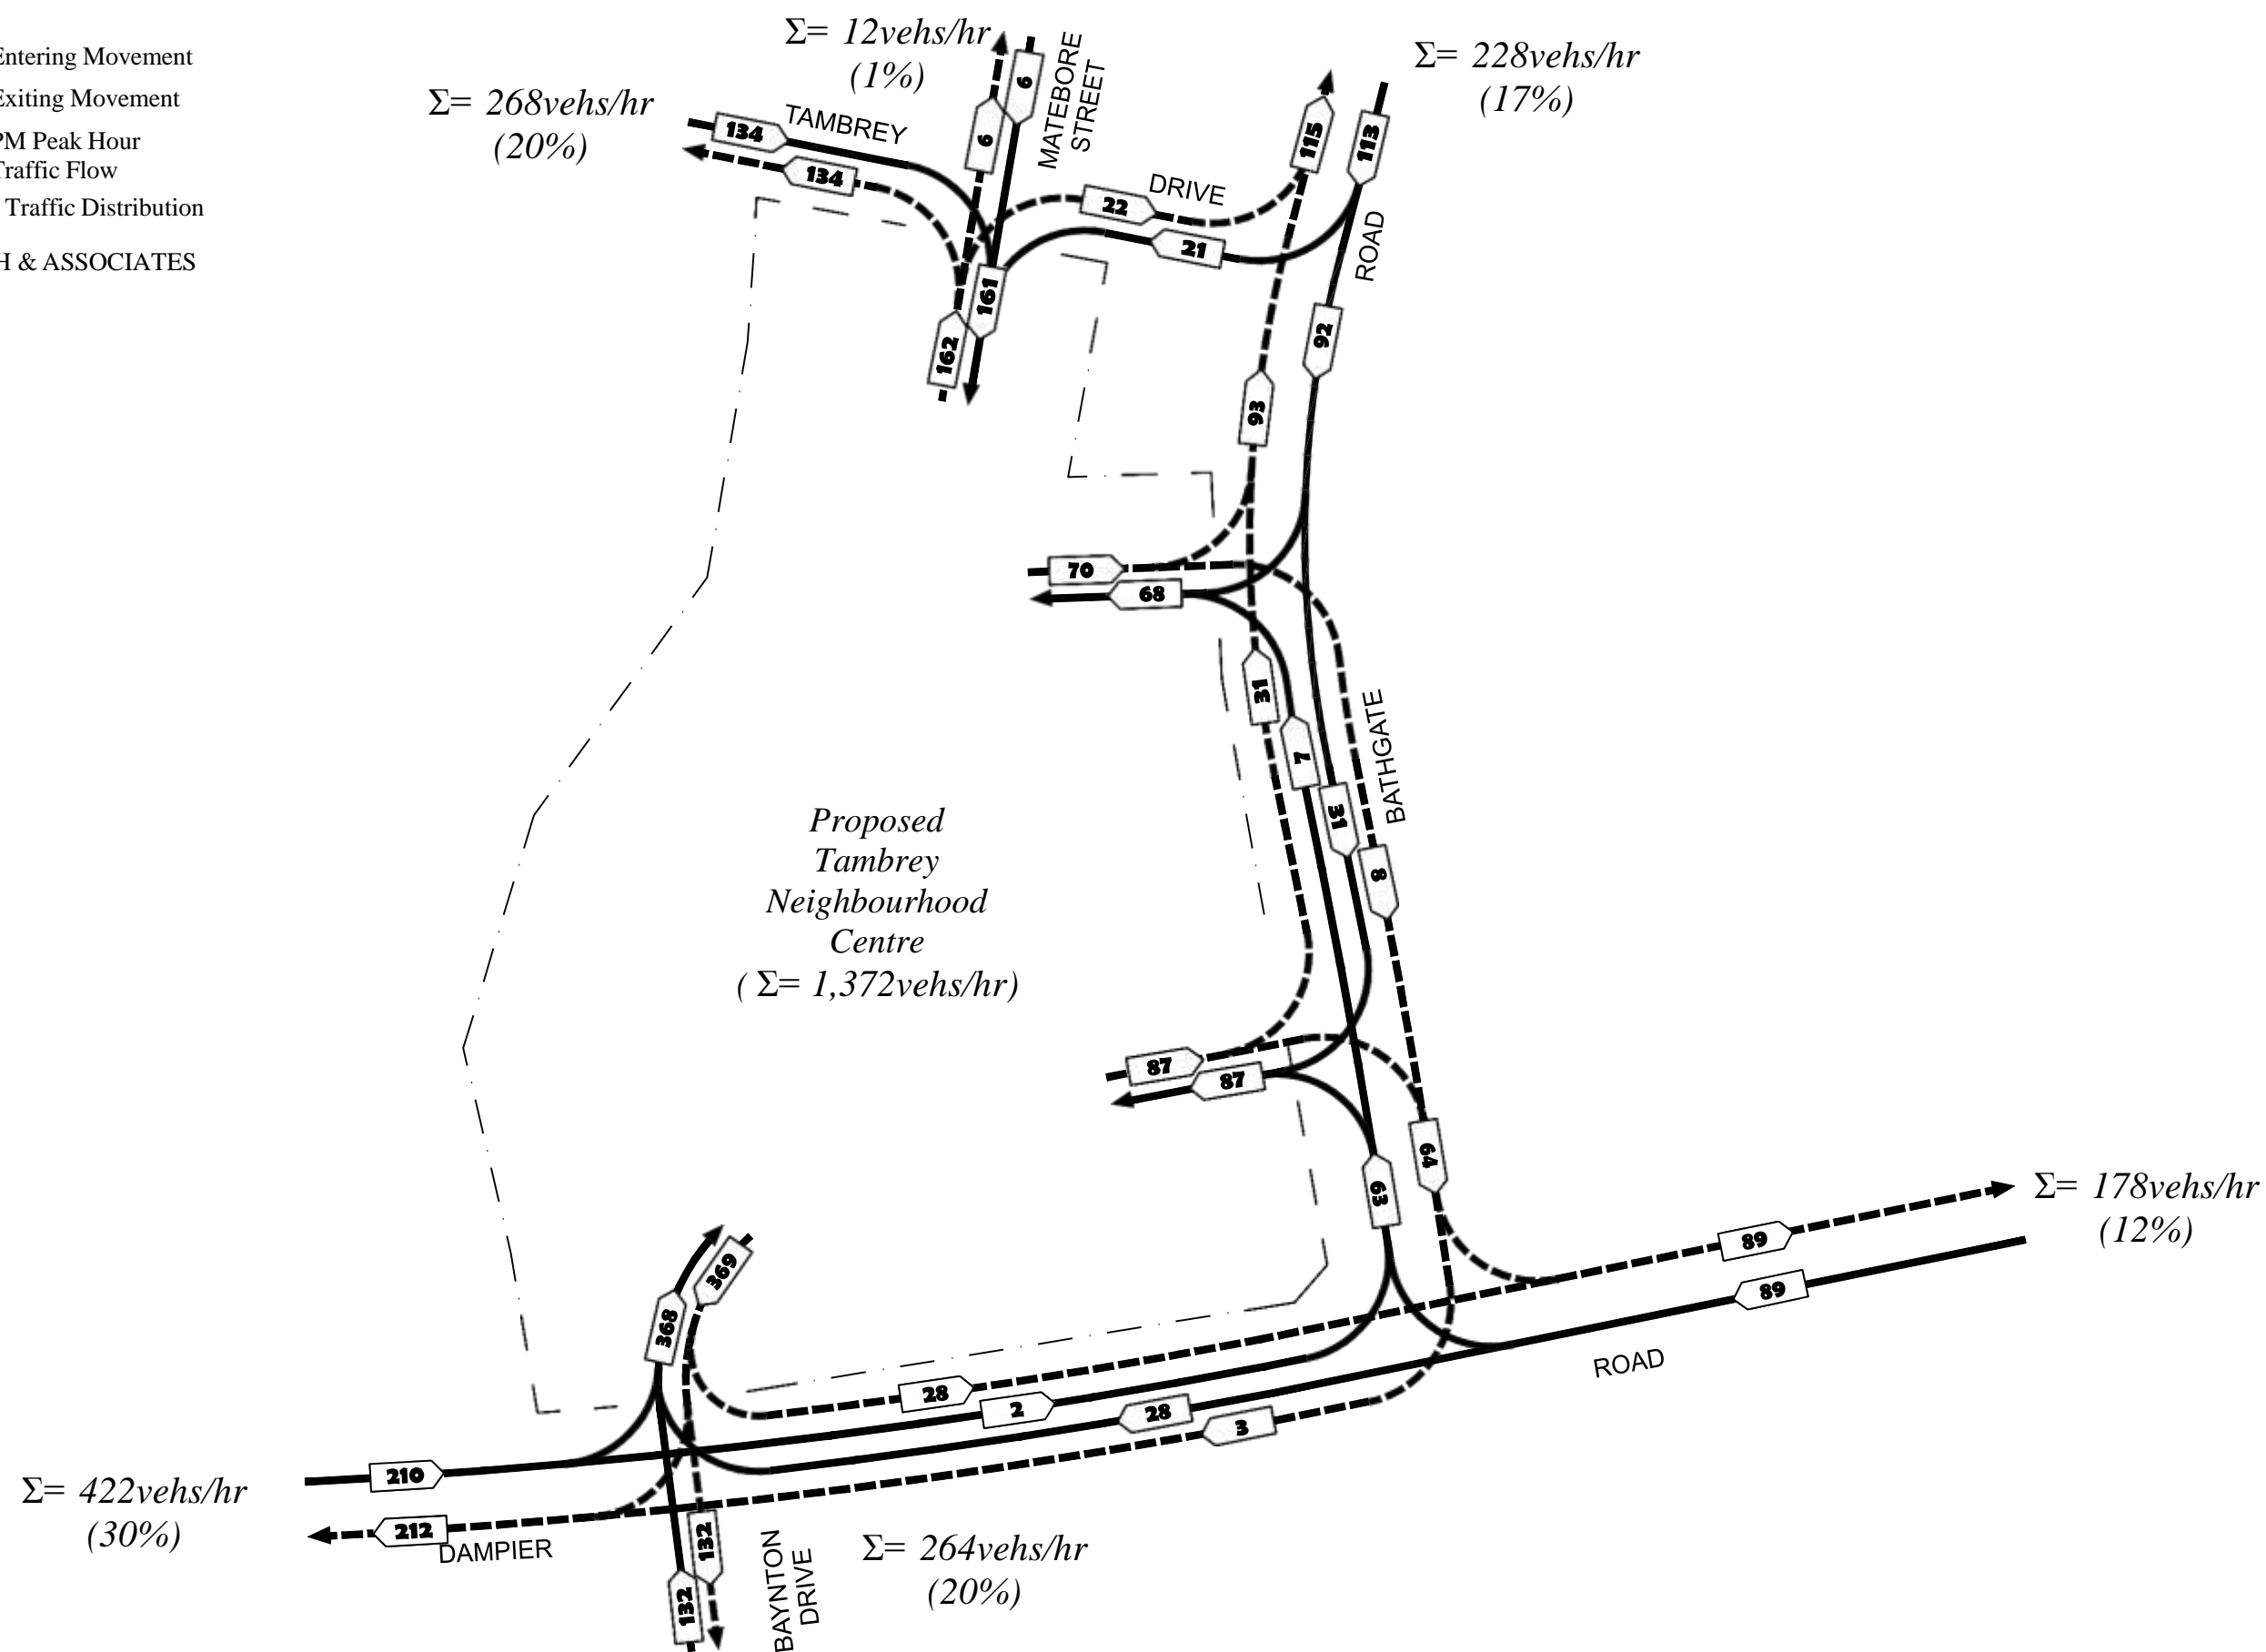 Entering Movement
Exiting Movement
PM Peak Hour
Traffic Flow
Traffic Distribution
H & ASSOCIATES
Σ= 12vehs/hr
(1%)
Σ= 268vehs/hr
(20%)
Σ= 228vehs/hr
(17%)
TAMBREY
MATEBORE
STREET
DRIVE
ROAD
134
134
6
6
22
21
115
113
161
162
92
93
70
68
31
7
31
8
BATHGATE
Proposed
Tambrey
Neighbourhood
Centre
( Σ= 1,372vehs/hr)
87
87
64
63
Σ= 178vehs/hr
(12%)
89
89
ROAD
369
368
28
2
28
3
210
212
Σ= 422vehs/hr
(30%)
DAMPIER
132
132
BAYNTON
DRIVE
Σ= 264vehs/hr
(20%)